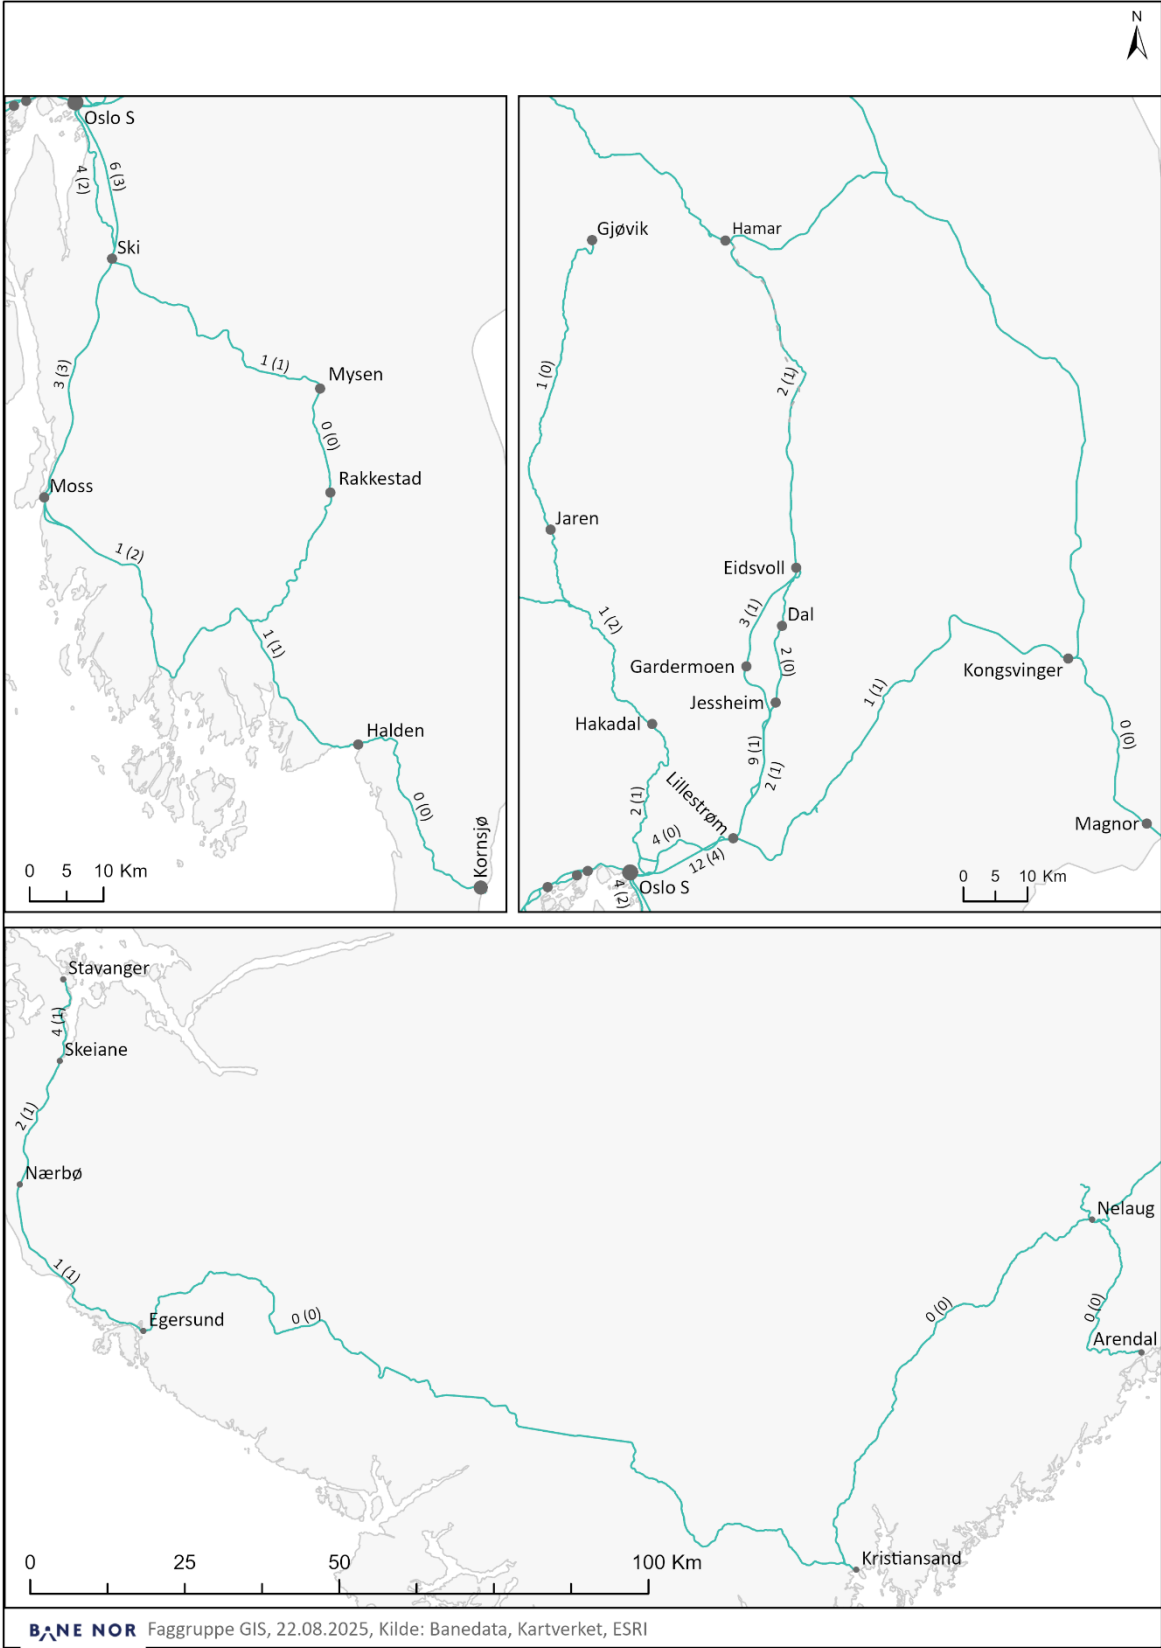 N
Oslo S
4 (2)
6 (3)
Ski
3 (3)
1 (1)
Mysen
0 (0)
Rakkestad
Moss
1 (2)
1 (1)
Halden
0 (0)
Kornsjø
0 5 10 Km
Gjøvik
Hamar
1 (0)
2 (1)
Jaren
Eidsvoll
1 (2)
3 (1)
Dal
2 (0)
Gardermoen
Jessheim
Kongsvinger
1 (1)
Hakadal
9 (1)
0 (0)
2 (1)
Lillestrøm
2 (1)
Magnor
4 (0)
12 (4)
Oslo S
4 (2)
0 5 10 Km
Stavanger
4 (1)
Skeiane
2 (1)
Nærbø
1 (1)
Egersund
0 (0)
Nelaug
0 (0)
0 (0)
Arendal
Kristiansand
0 25 50 100 Km
BANE NOR Faggruppe GIS, 22.08.2025, Kilde: Banedata, Kartverket, ESRI